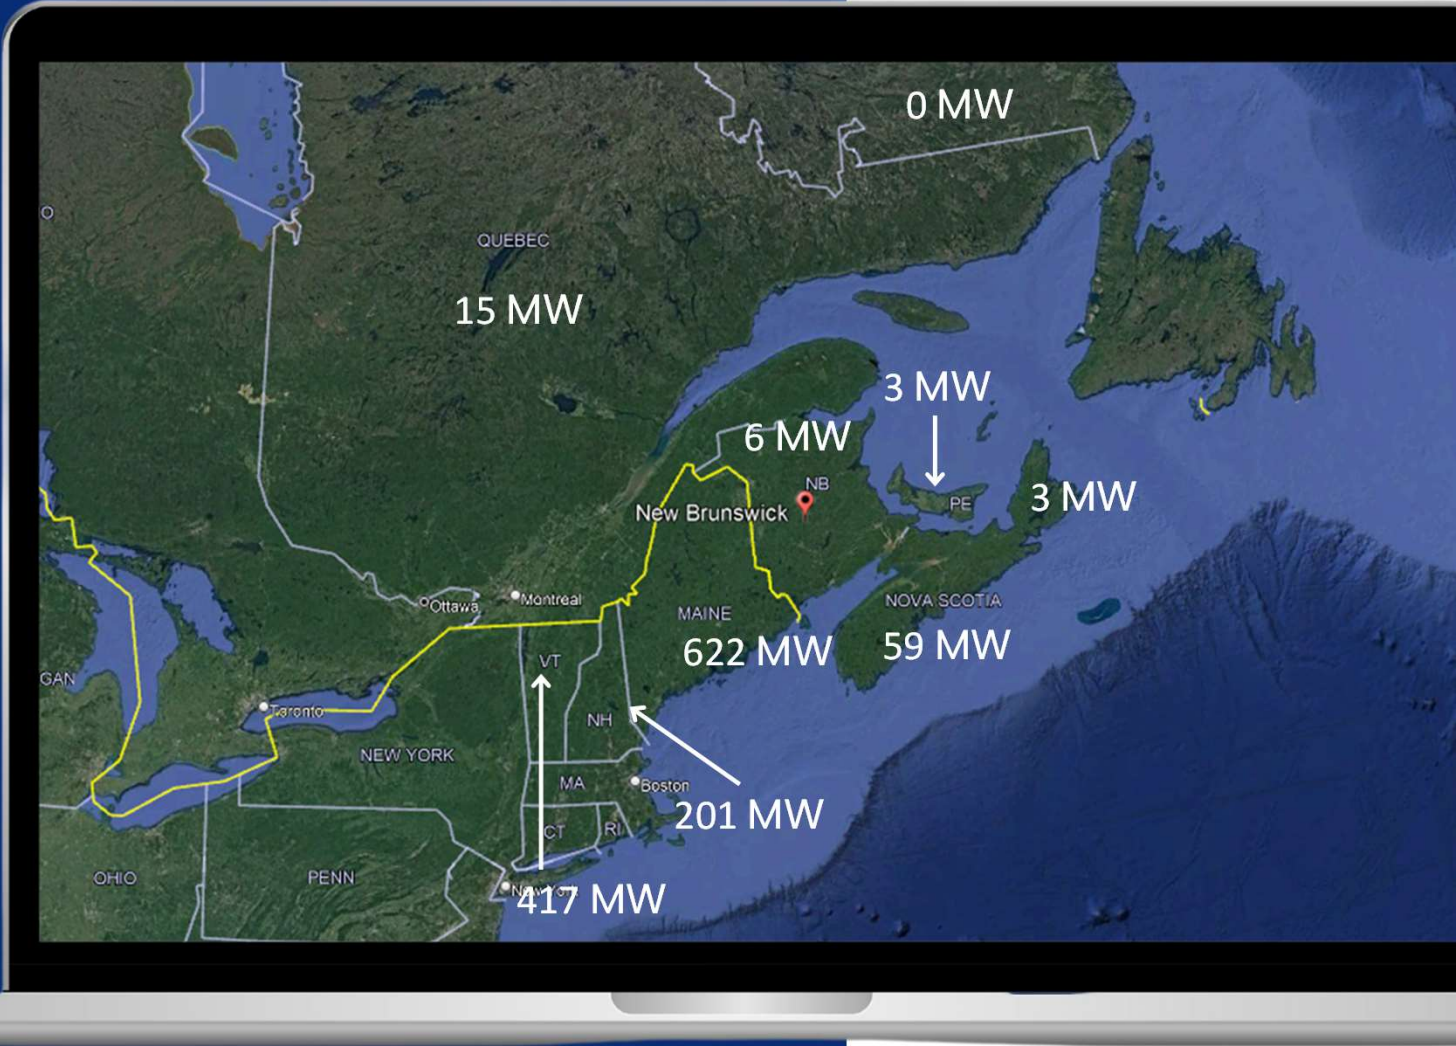 0 MW
O
QUEBEC
15 MW
3 MW
6 MW
NB
PE
3 MW
New Brunswick
Ottawa
Montreal
MAINE
NOVA SCOTIA
622 MW
59 MW
VT
GAN
Toronto
NH
NEW YORK
MA
Boston
201 MW
CT
RI
OHIO
PENN
New York
417 MW